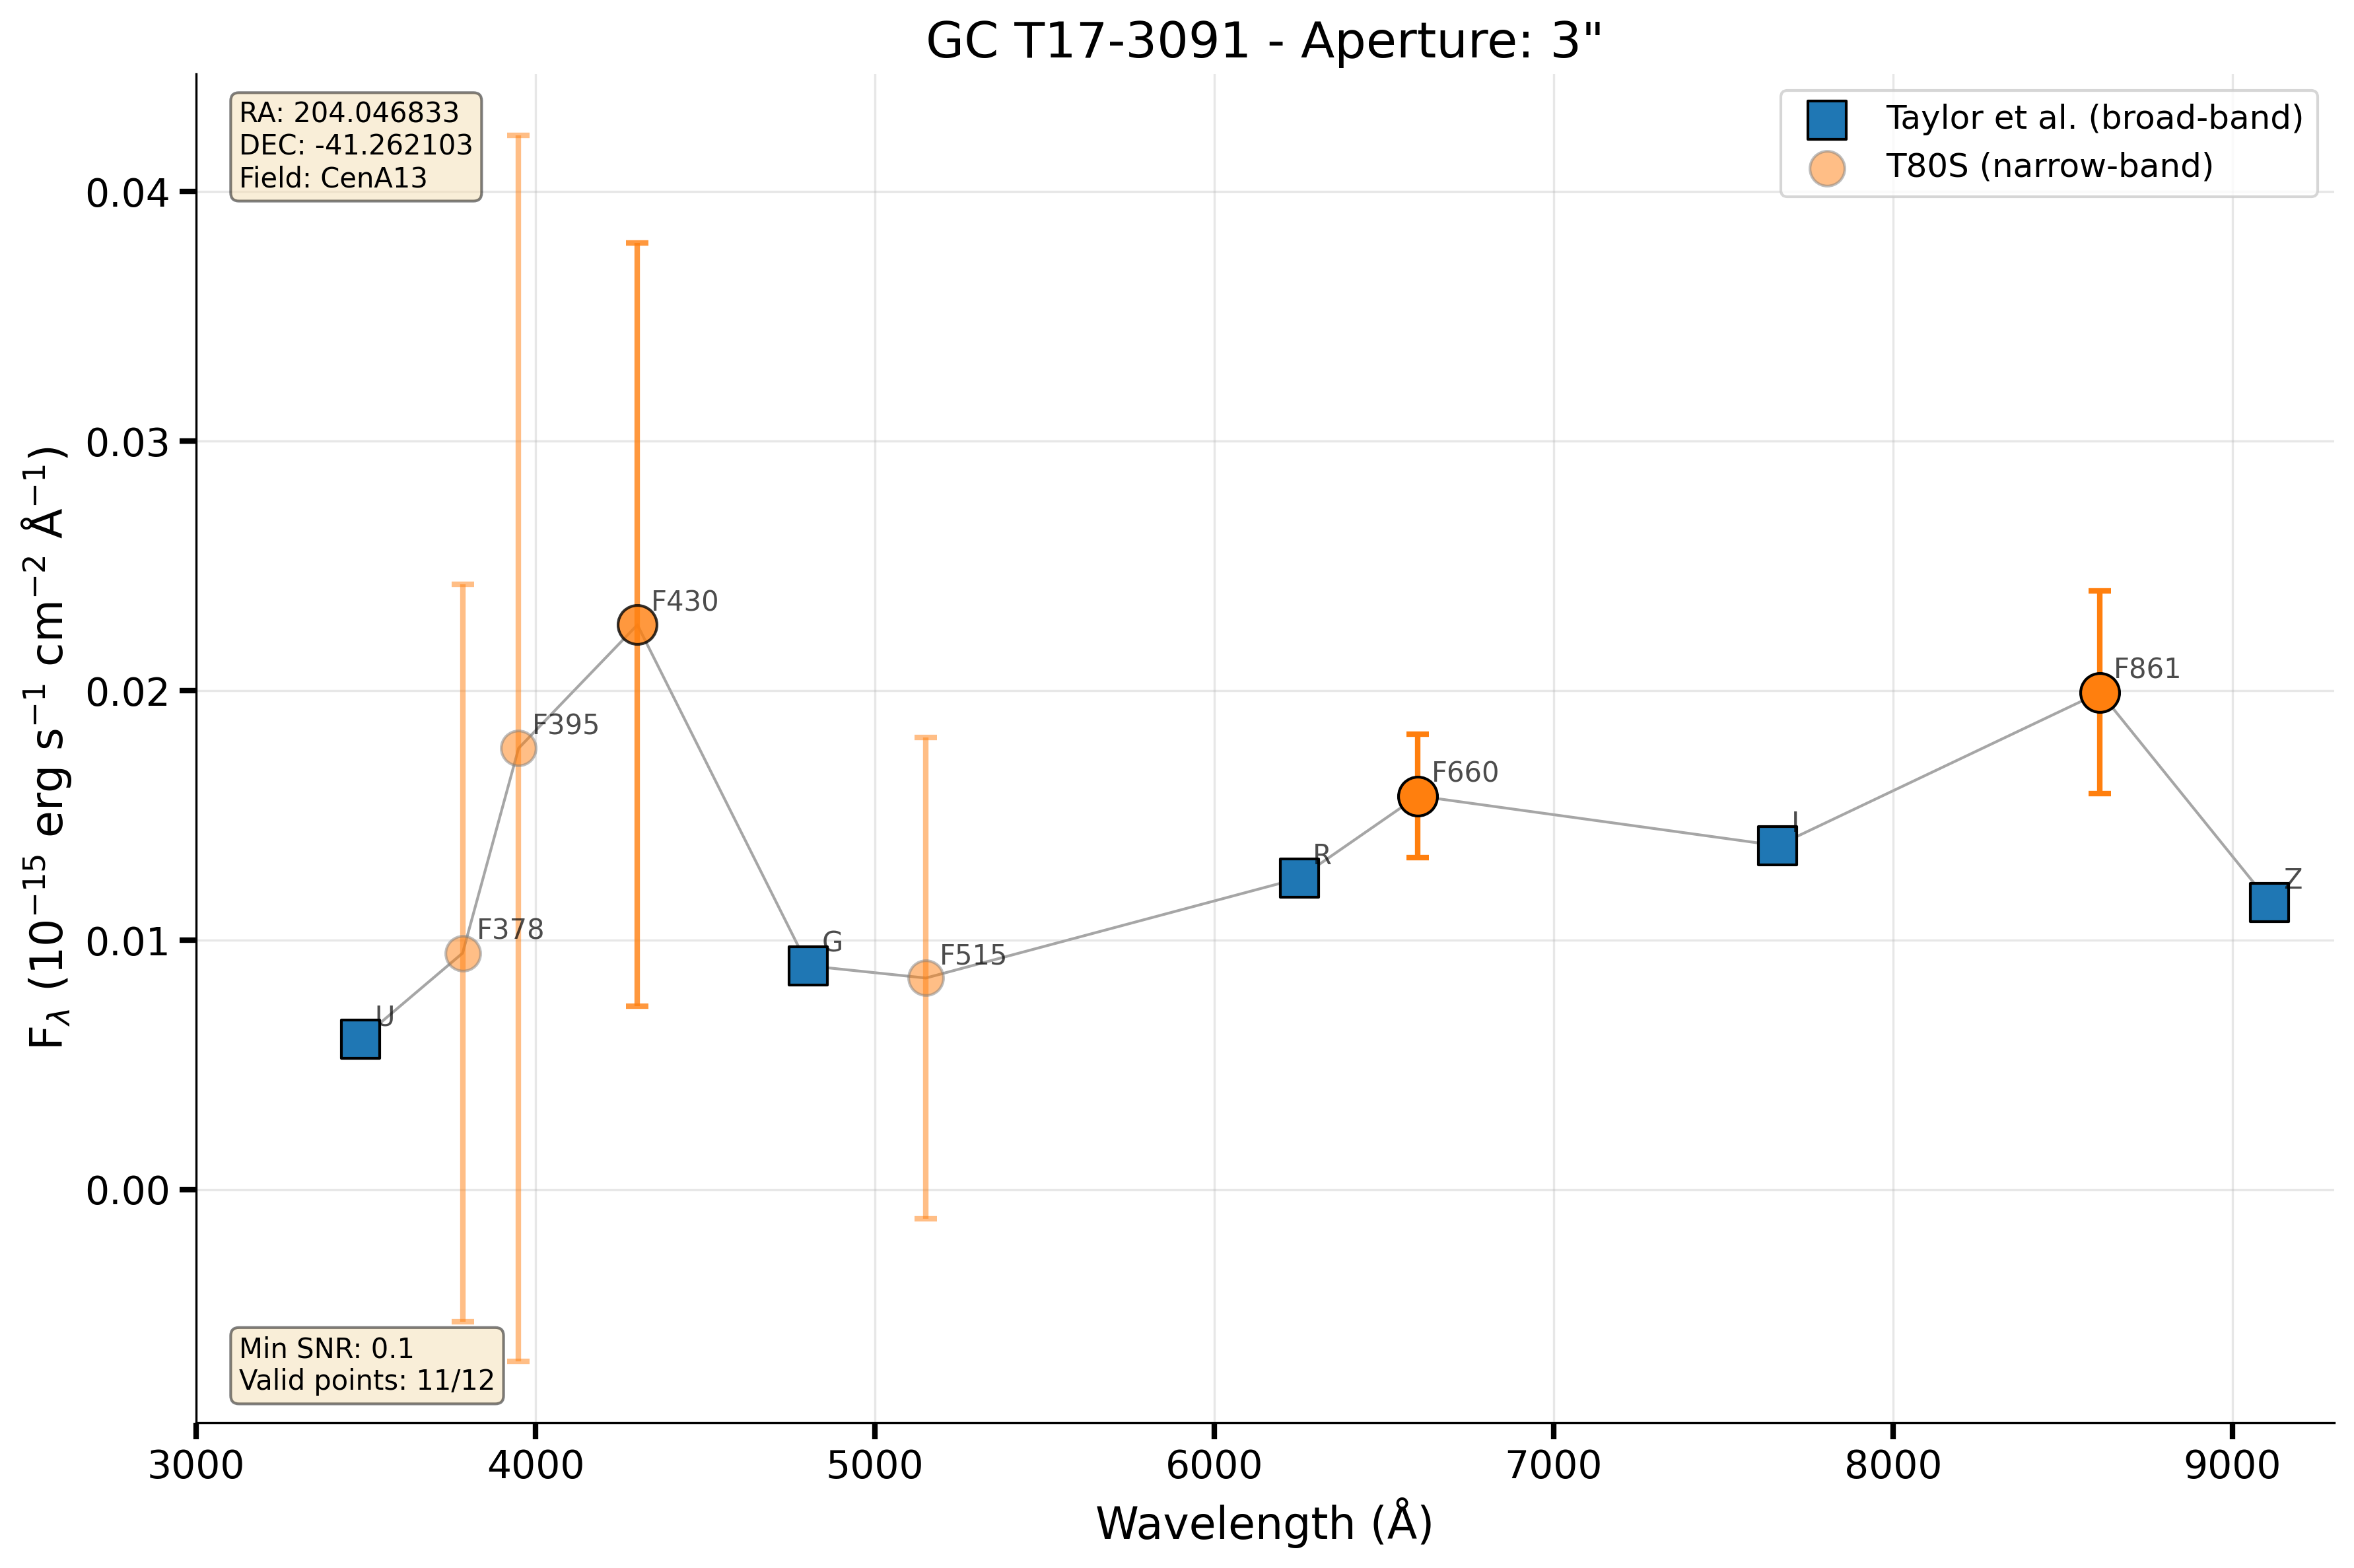 GC T17-3091 - Aperture: 3"
RA: 204.046833
DEC: -41.262103
Field: CenA13
Taylor et al. (broad-band)
T80S (narrow-band)
0.04
0.03
0.02
0.01
0.00
F430
F395
F378
U
G
F515
R
F660
I
F861
Z
Min SNR: 0.1
Valid points: 11/12
3000 4000 5000 6000 7000 8000 9000
Wavelength (Å)
Fλ (10⁻¹⁵ erg s⁻¹ cm⁻² Å⁻¹)